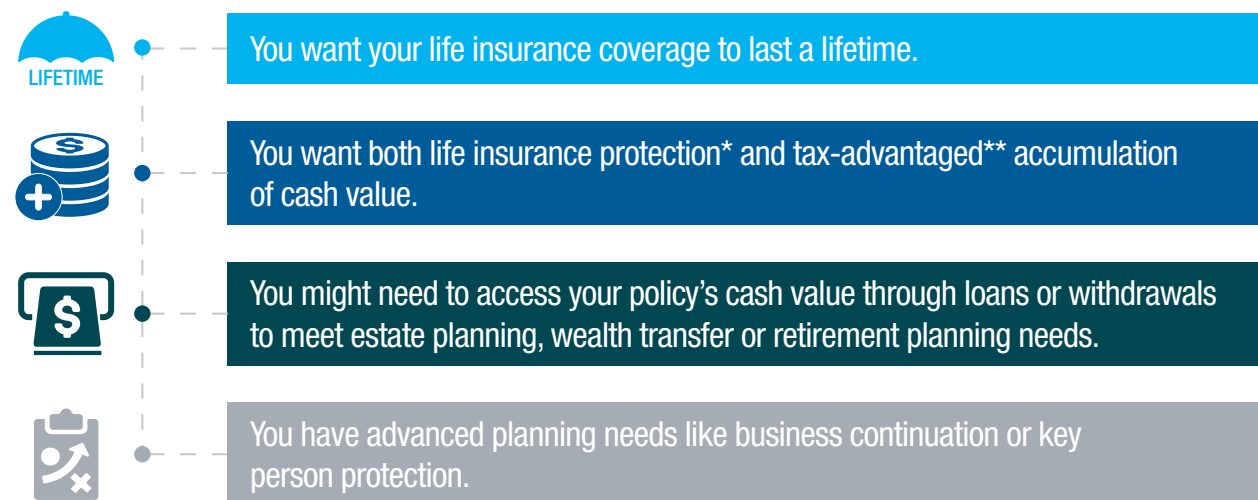 LIFETIME
You want your life insurance coverage to last a lifetime.
You want both life insurance protection* and tax-advantaged** accumulation
of cash value.
$
You might need to access your policy’s cash value through loans or withdrawals
to meet estate planning, wealth transfer or retirement planning needs.
$
You have advanced planning needs like business continuation or key
person protection.